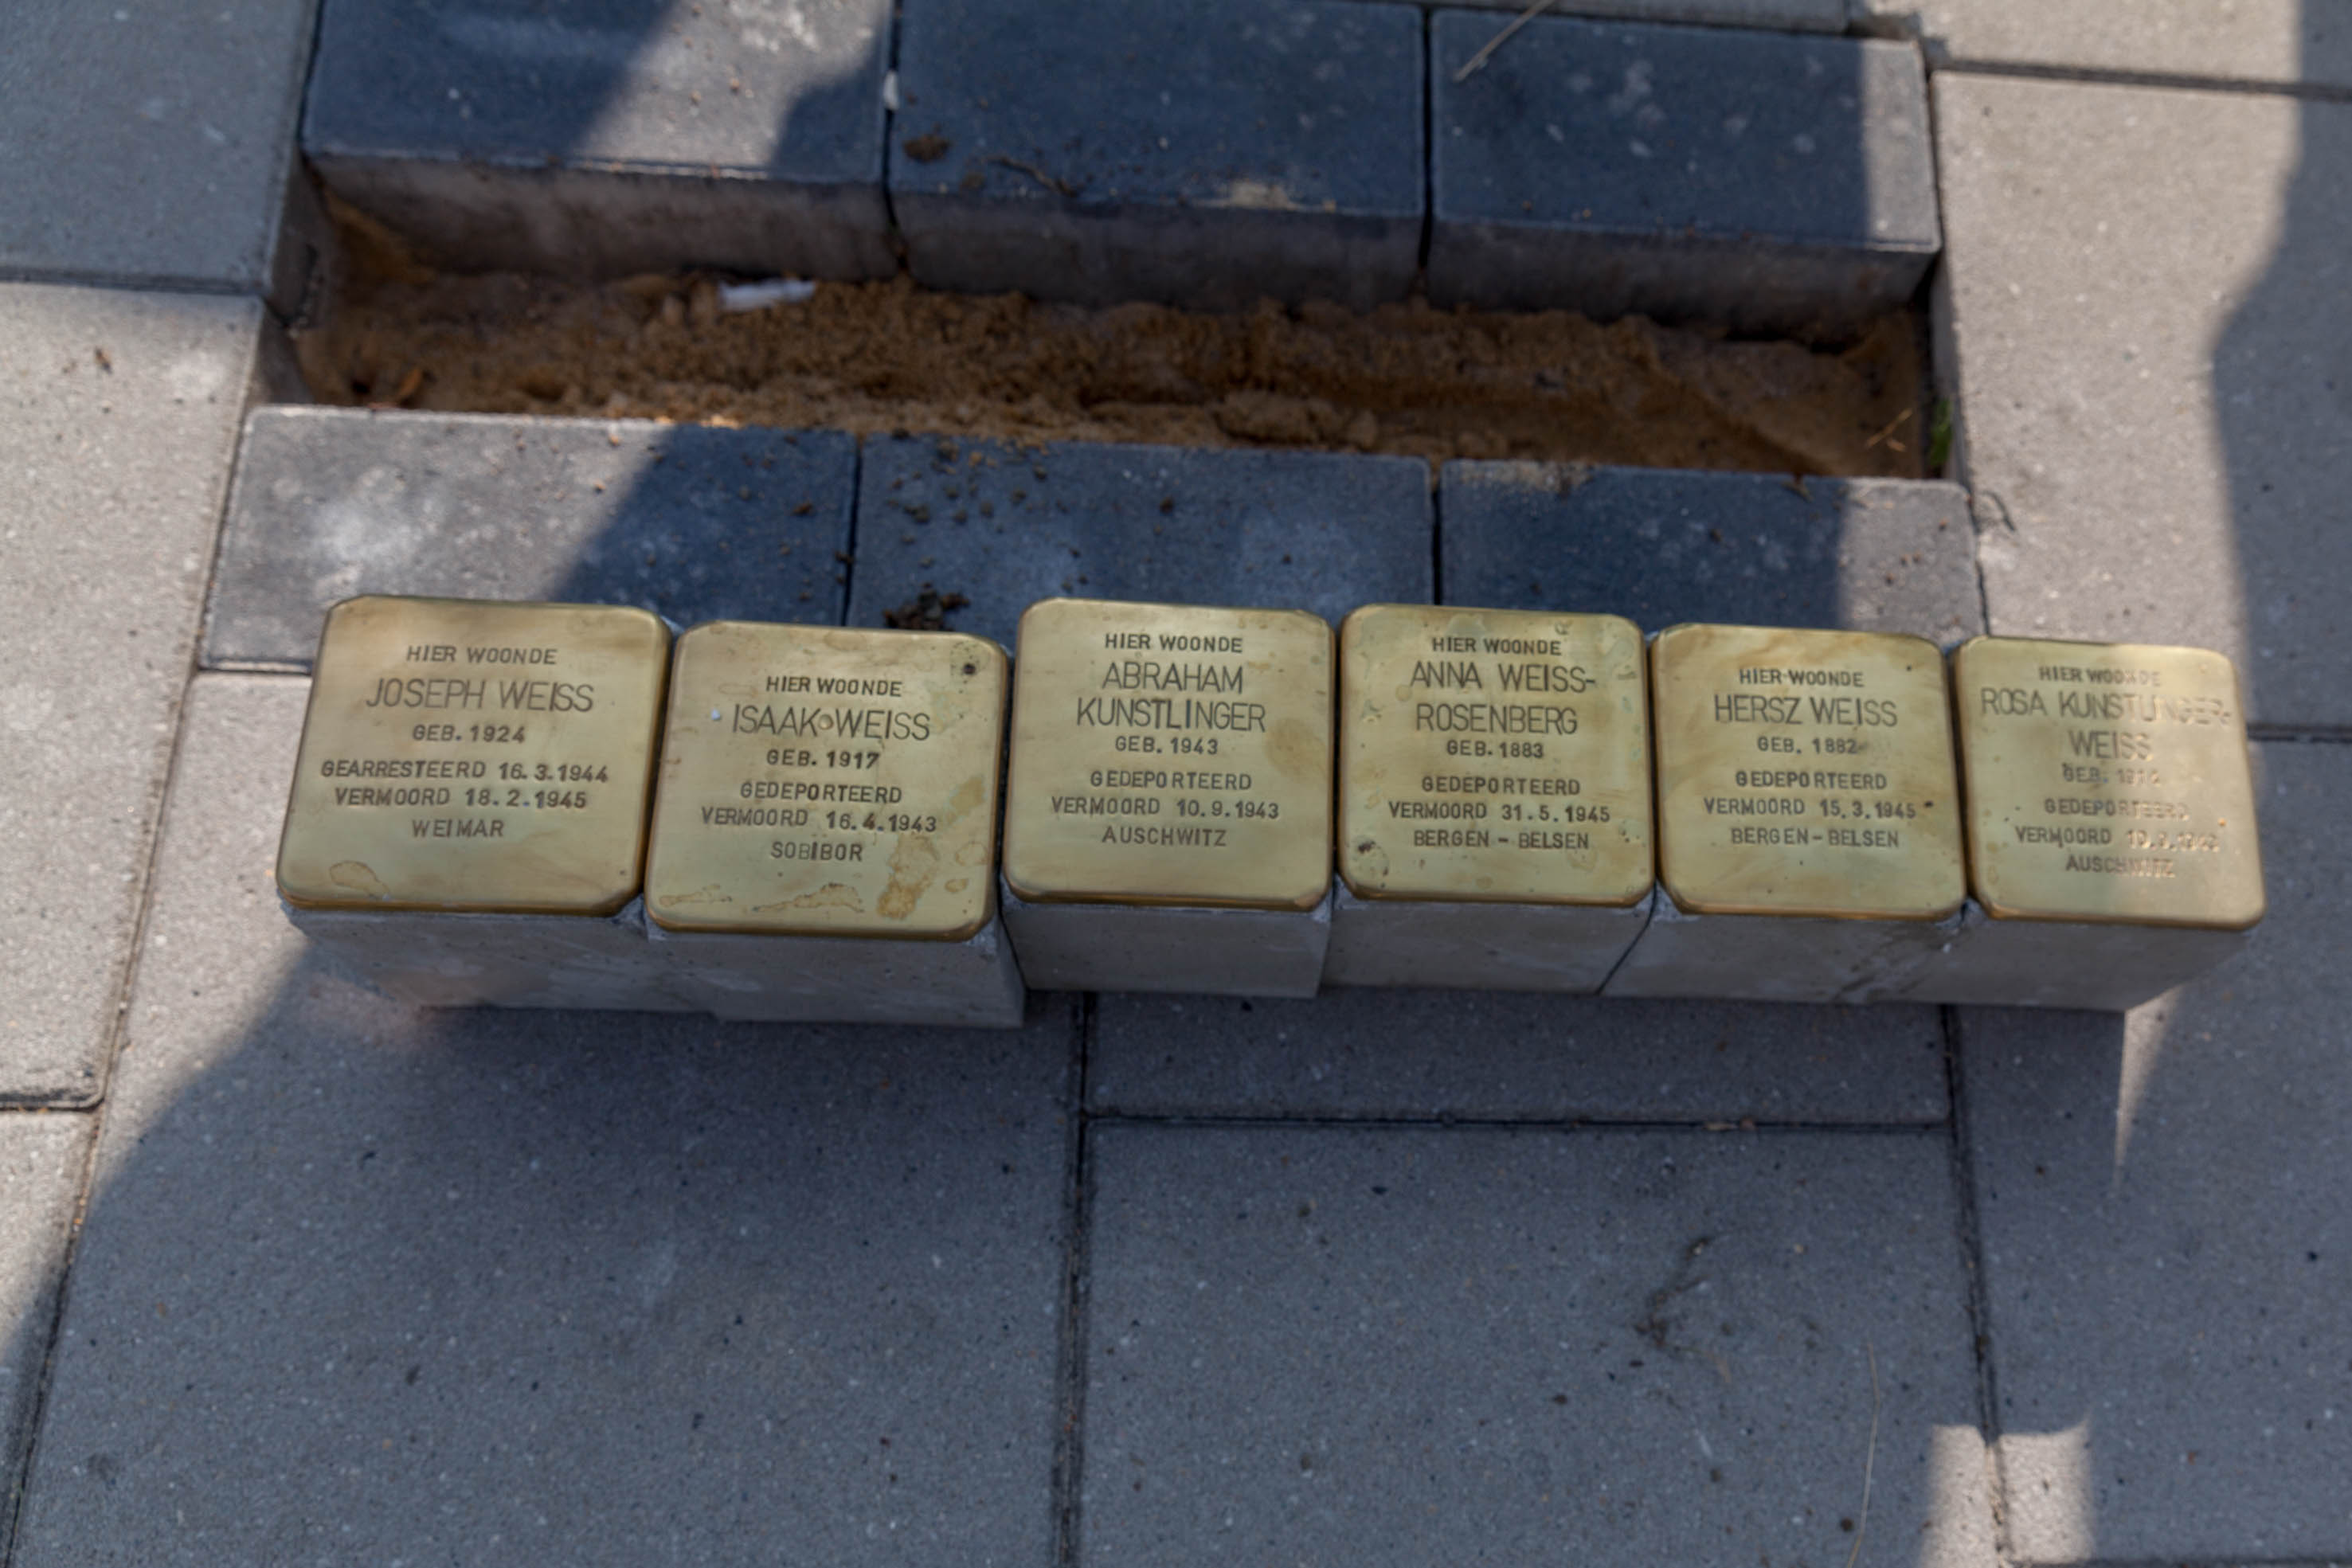 HIER WOONDE
JOSEPH WEISS
GEB. 1924
GEARRESTEERD 16.3.1944
VERMOORD 18.2.1945
WEIMAR
HIER WOONDE
ISAAK WEISS
GEB. 1917
GEDEPORTEERD
VERMOORD 16.4.1943
SOBIBOR
HIER WOONDE
ABRAHAM
KUNSTLINGER
GEB. 1943
GEDEPORTEERD
VERMOORD 10.9.1943
AUSCHWITZ
HIER WOONDE
ANNA WEISS-
ROSENBERG
GEB. 1883
GEDEPORTEERD
VERMOORD 31.5.1945
BERGEN - BELSEN
HIER WOONDE
HERSZ WEISS
GEB. 1882
GEDEPORTEERD
VERMOORD 15.3.1945
BERGEN - BELSEN
HIER WOONDE
ROSA KUNSTLINGER-
WEISS
GEB.
GEDEPORTEERD
VERMOORD
AUSCHWITZ